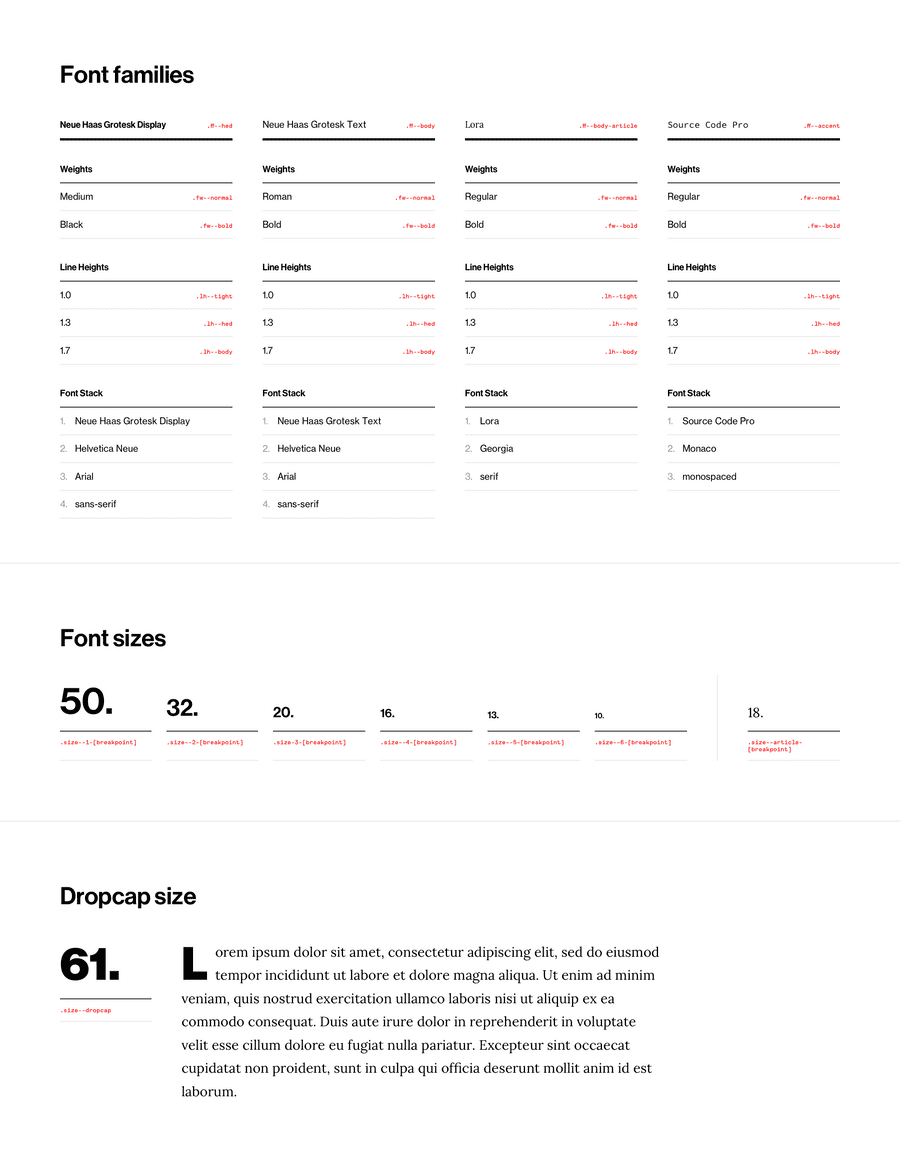 Font families
Neue Haas Grotesk Display .ff--hed
Neue Haas Grotesk Text .ff--body
Lora .ff--body-article
Source Code Pro .ff--accent
Weights Weights Weights Weights
Medium .fw--normal Roman .fw--normal Regular .fw--normal Regular .fw--normal
Black .fw--bold Bold .fw--bold Bold .fw--bold Bold .fw--bold
Line Heights Line Heights Line Heights Line Heights
1.0 .lh--tight 1.0 .lh--tight 1.0 .lh--tight 1.0 .lh--tight
1.3 .lh--hed 1.3 .lh--hed 1.3 .lh--hed 1.3 .lh--hed
1.7 .lh--body 1.7 .lh--body 1.7 .lh--body 1.7 .lh--body
Font Stack Font Stack Font Stack Font Stack
1. Neue Haas Grotesk Display 1. Neue Haas Grotesk Text 1. Lora 1. Source Code Pro
2. Helvetica Neue 2. Helvetica Neue 2. Georgia 2. Monaco
3. Arial 3. Arial 3. serif 3. monospaced
4. sans-serif 4. sans-serif
Font sizes
50. 32. 20. 16. 13. 10. 18.
.size--1-[breakpoint] .size--2-[breakpoint] .size-3-[breakpoint] .size--4-[breakpoint] .size--5-[breakpoint] .size--6-[breakpoint] .size--article-
[breakpoint]
Dropcap size
61.
.size--dropcap
Lorem ipsum dolor sit amet, consectetur adipiscing elit, sed do eiusmod
tempor incididunt ut labore et dolore magna aliqua. Ut enim ad minim
veniam, quis nostrud exercitation ullamco laboris nisi ut aliquip ex ea
commodo consequat. Duis aute irure dolor in reprehenderit in voluptate
velit esse cillum dolore eu fugiat nulla pariatur. Excepteur sint occaecat
cupidatat non proident, sunt in culpa qui officia deserunt mollit anim id est
laborum.